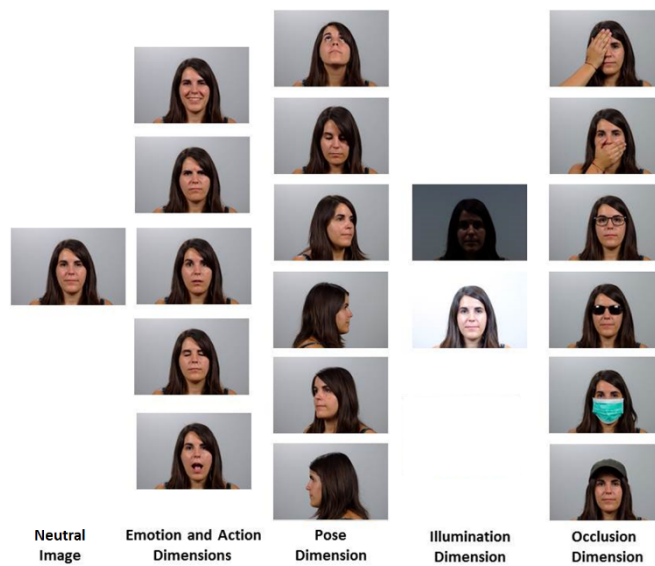 Neutral
Image
Emotion and Action
Dimensions
Pose
Dimension
Illumination
Dimension
Occlusion
Dimension